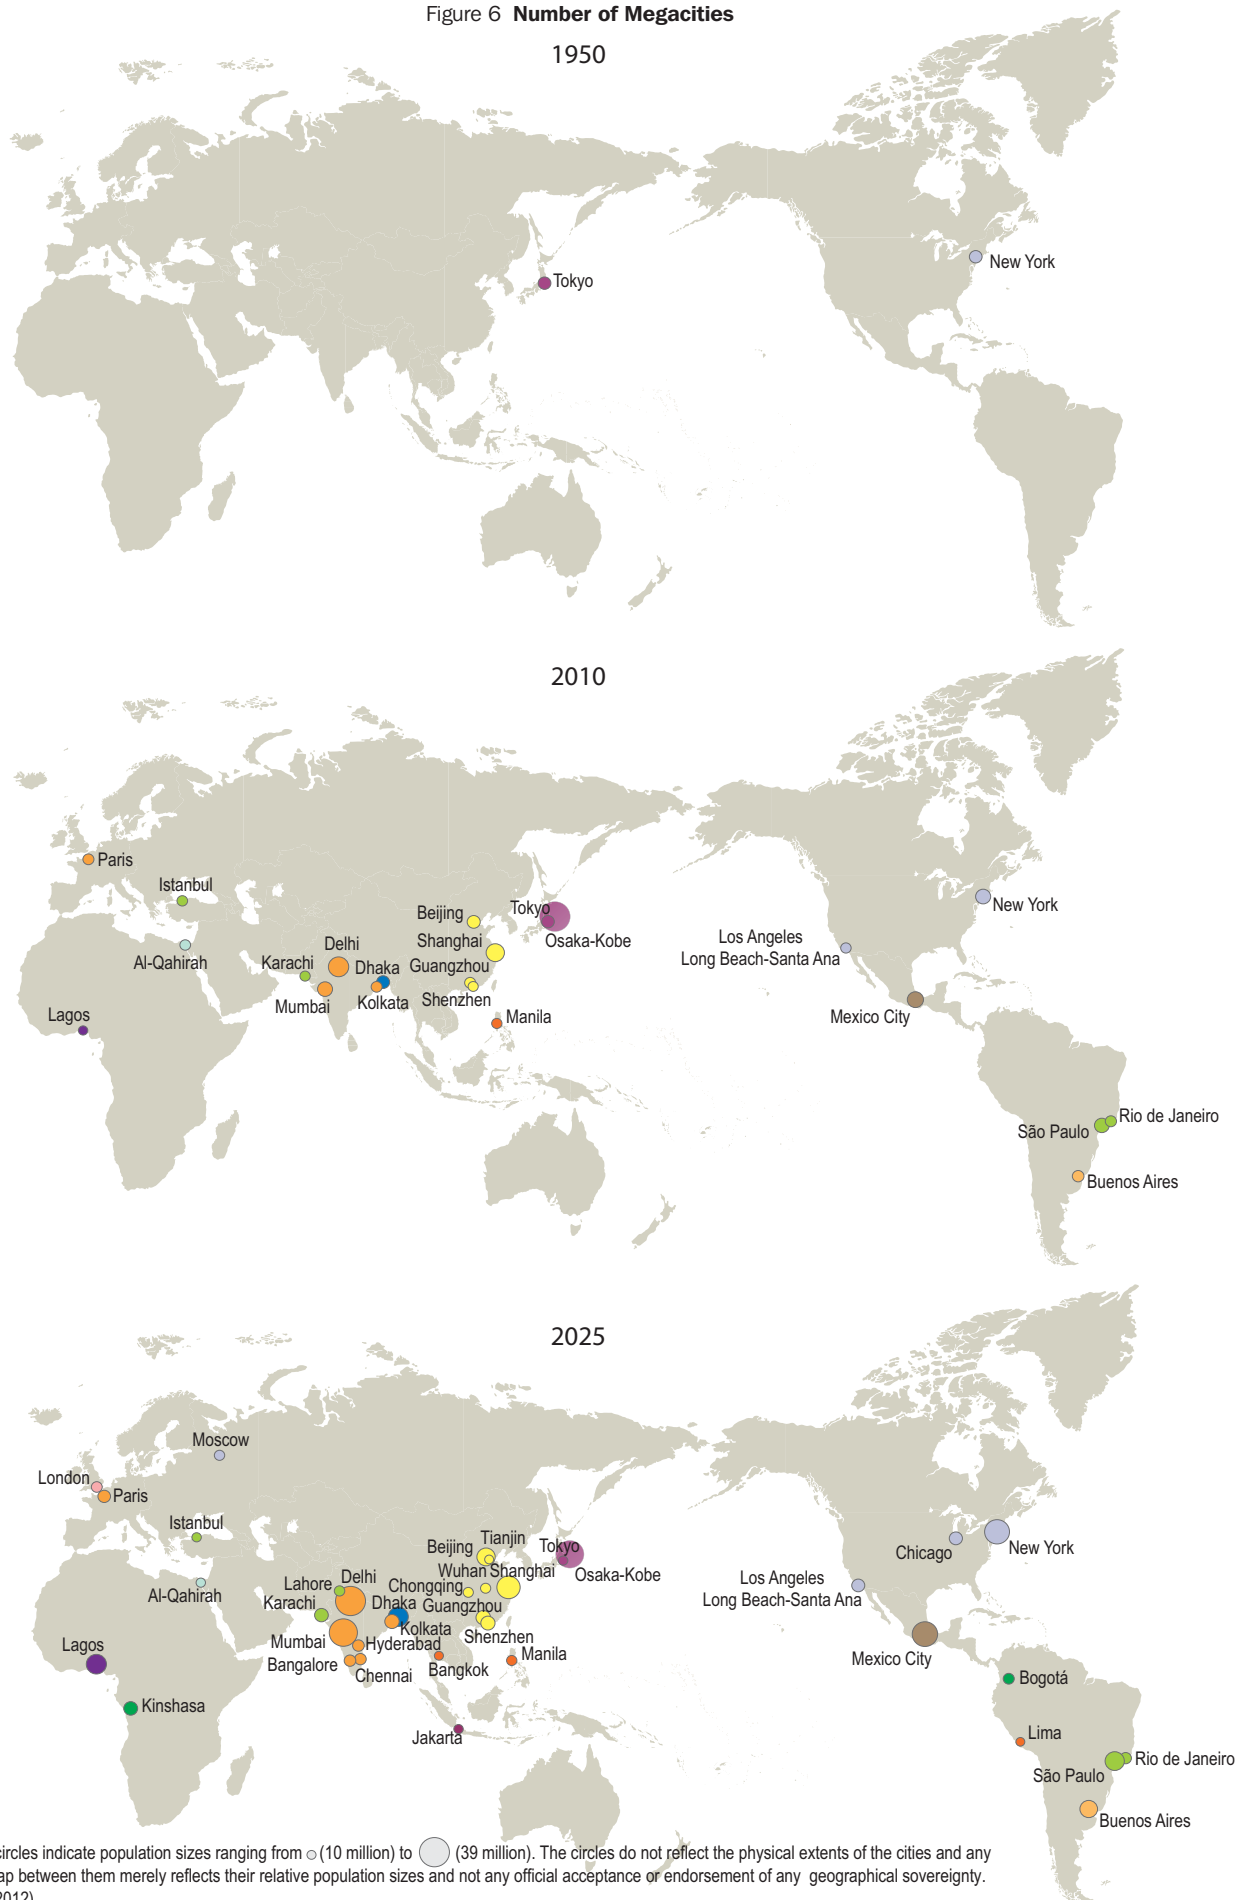 Figure 6 Number of Megacities
1950
Tokyo
New York
2010
Paris
Istanbul
Al-Qahirah
Lagos
Karachi
Delhi
Mumbai
Dhaka
Kolkata
Beijing
Shanghai
Guangzhou
Shenzhen
Manila
Tokyo
Osaka-Kobe
Los Angeles
Long Beach-Santa Ana
New York
Mexico City
Rio de Janeiro
São Paulo
Buenos Aires
2025
Moscow
London
Paris
Istanbul
Al-Qahirah
Lagos
Kinshasa
Lahore
Karachi
Delhi
Mumbai
Bangalore
Hyderabad
Chennai
Dhaka
Kolkata
Beijing
Tianjin
Wuhan
Shanghai
Chongqing
Guangzhou
Shenzhen
Tokyo
Osaka-Kobe
Bangkok
Manila
Jakarta
Chicago
New York
Los Angeles
Long Beach-Santa Ana
Mexico City
Bogotá
Lima
Rio de Janeiro
São Paulo
Buenos Aires
circles indicate population sizes ranging from (10 million) to (39 million). The circles do not reflect the physical extents of the cities and any
between them merely reflects their relative population sizes and not any official acceptance or endorsement of any geographical sovereignty.